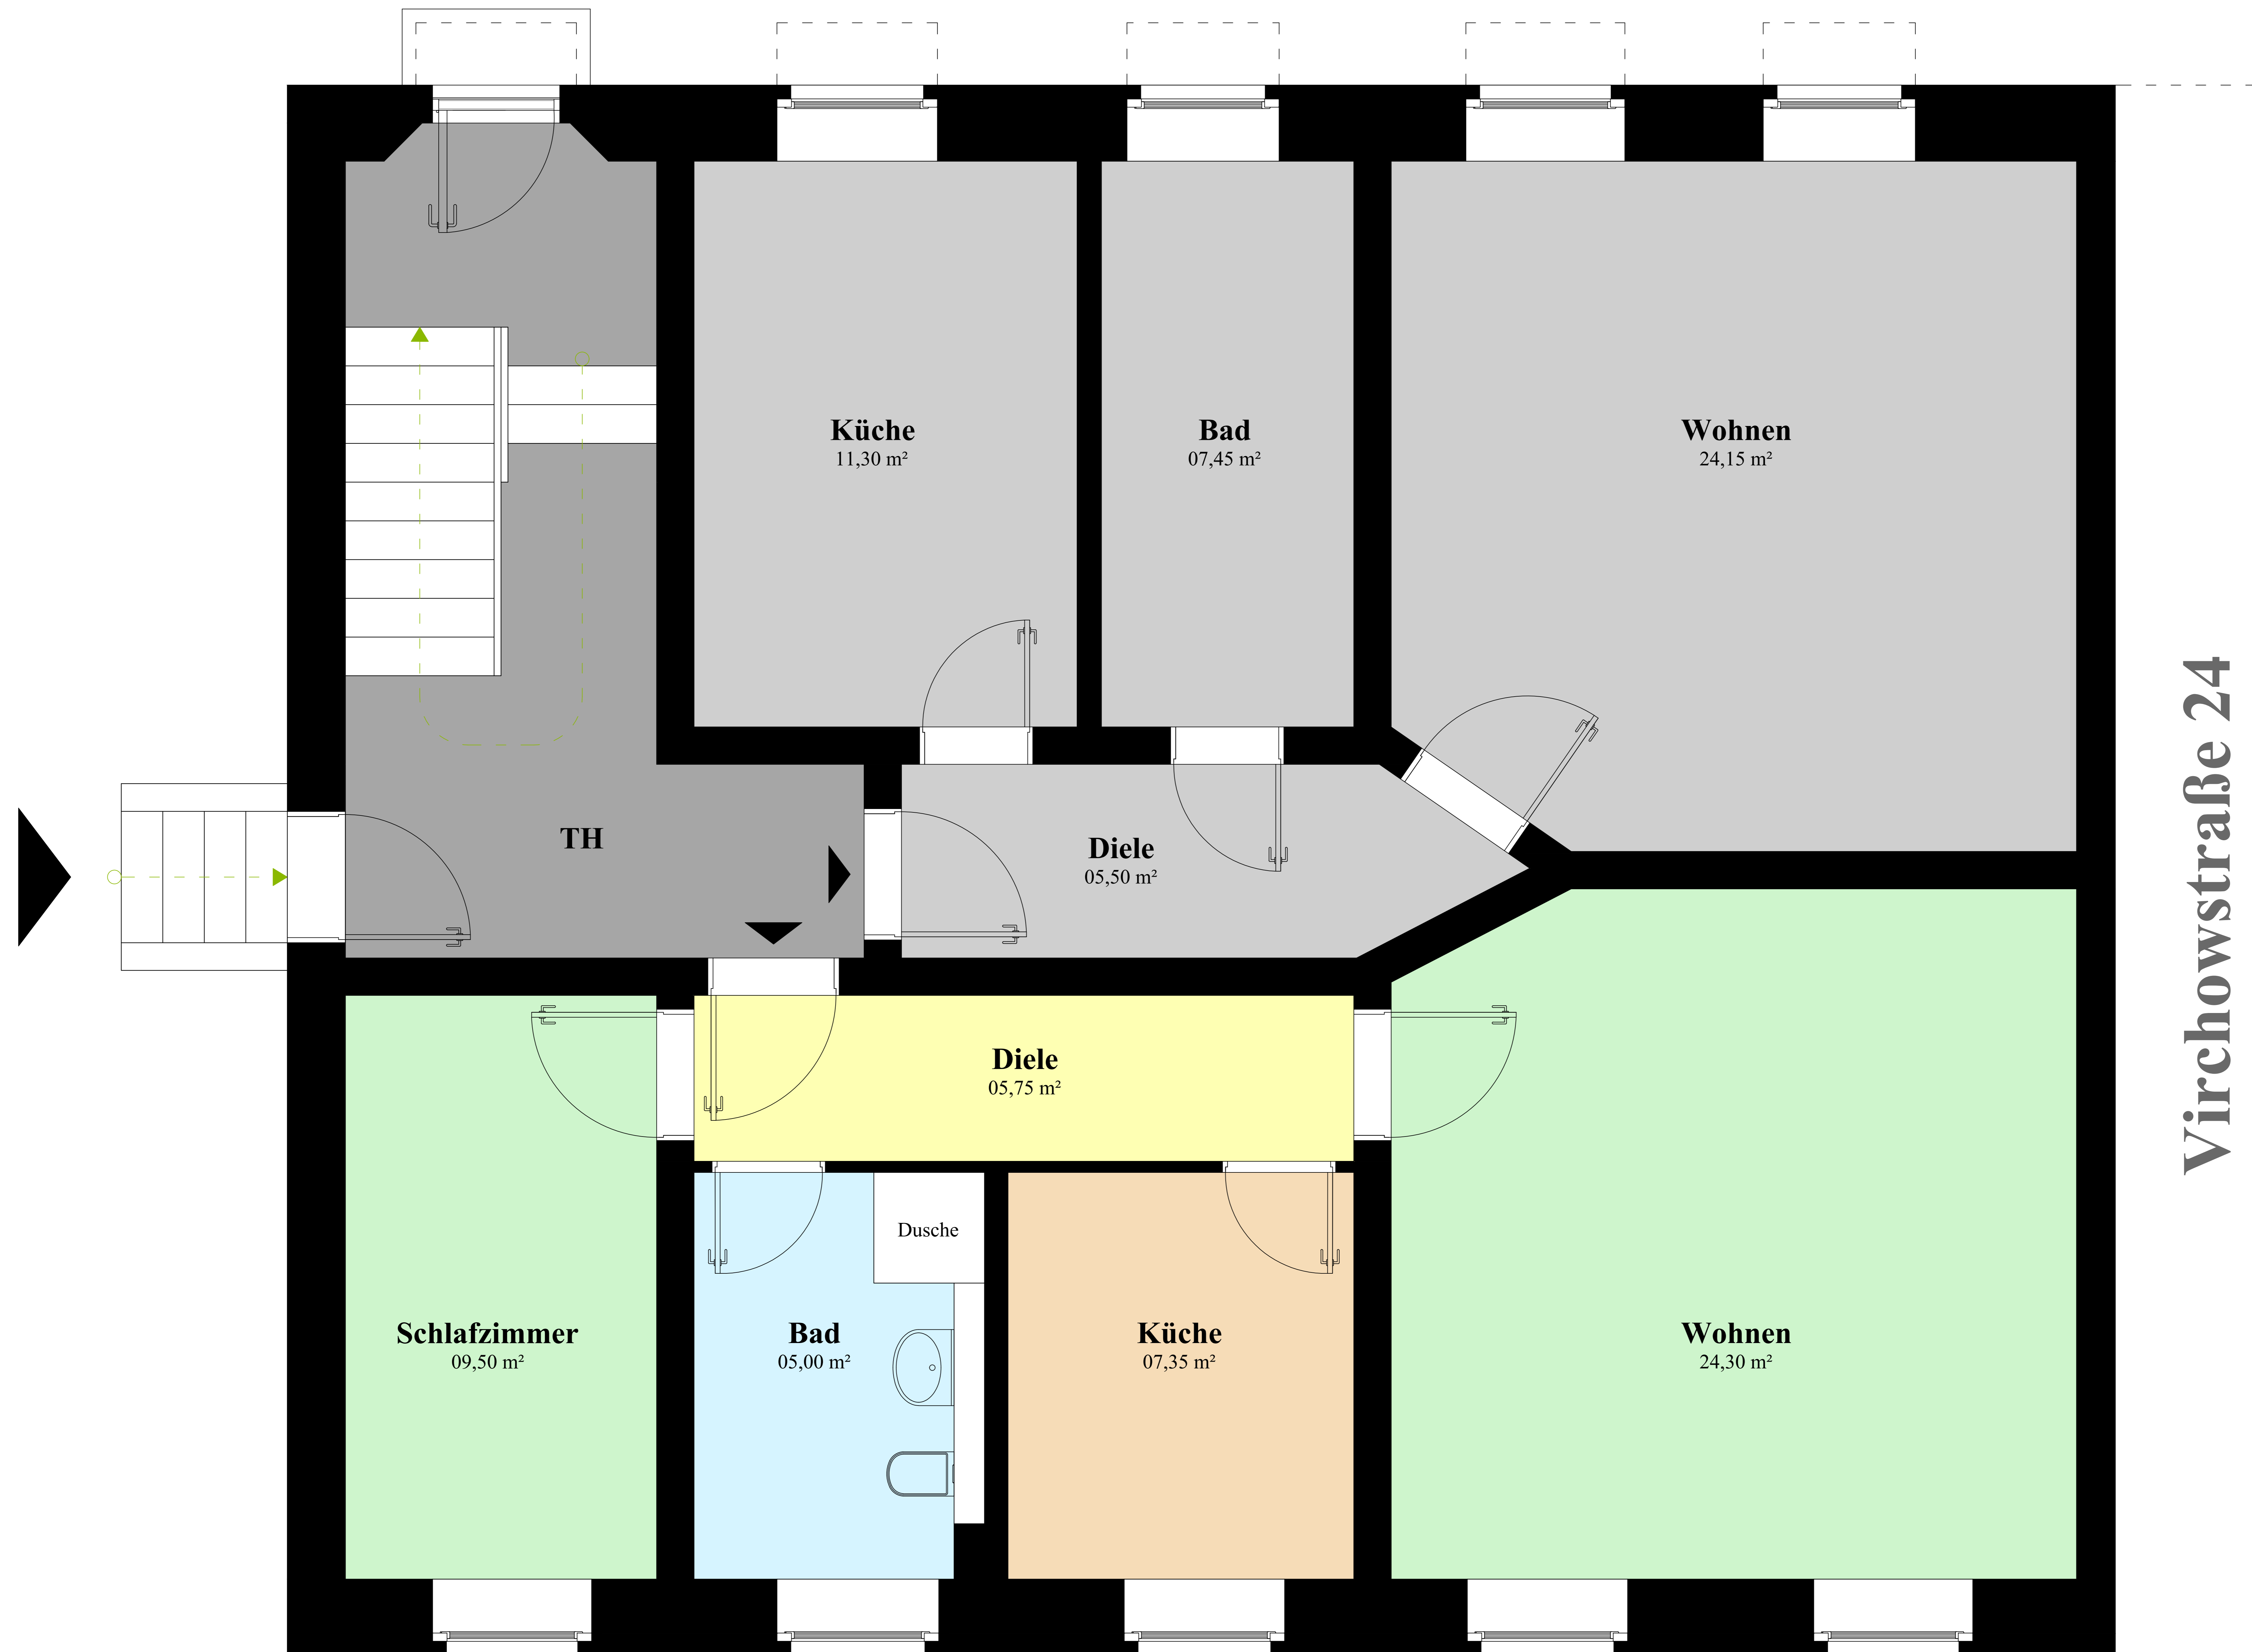 Küche
11,30 m²
Bad
07,45 m²
Wohnen
24,15 m²
TH
Diele
05,50 m²
Diele
05,75 m²
Dusche
Schlafzimmer
09,50 m²
Bad
05,00 m²
Küche
07,35 m²
Wohnen
24,30 m²
Virchowstraße 24